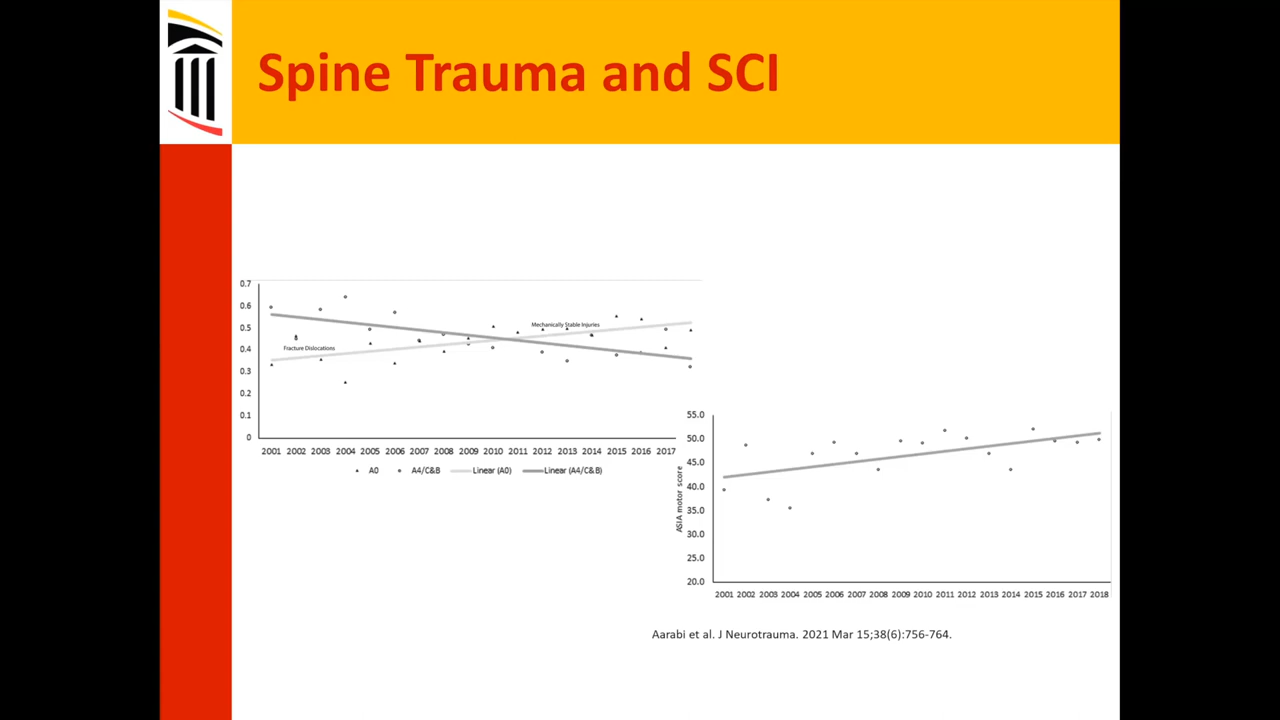 Spine Trauma and SCI
0.7
0.6
0.5
0.4
0.3
0.2
0.1
0
Mechanically Stable Injuries
Fracture Dislocations
2001 2002 2003 2004 2005 2006 2007 2008 2009 2010 2011 2012 2013 2014 2015 2016 2017
A0 A4/C&B Linear (A0) Linear (A4/C&B)
55.0
50.0
45.0
40.0
35.0
30.0
25.0
20.0
ASIA motor score
2001 2002 2003 2004 2005 2006 2007 2008 2009 2010 2011 2012 2013 2014 2015 2016 2017 2018
Aarabi et al. J Neurotrauma. 2021 Mar 15;38(6):756-764.